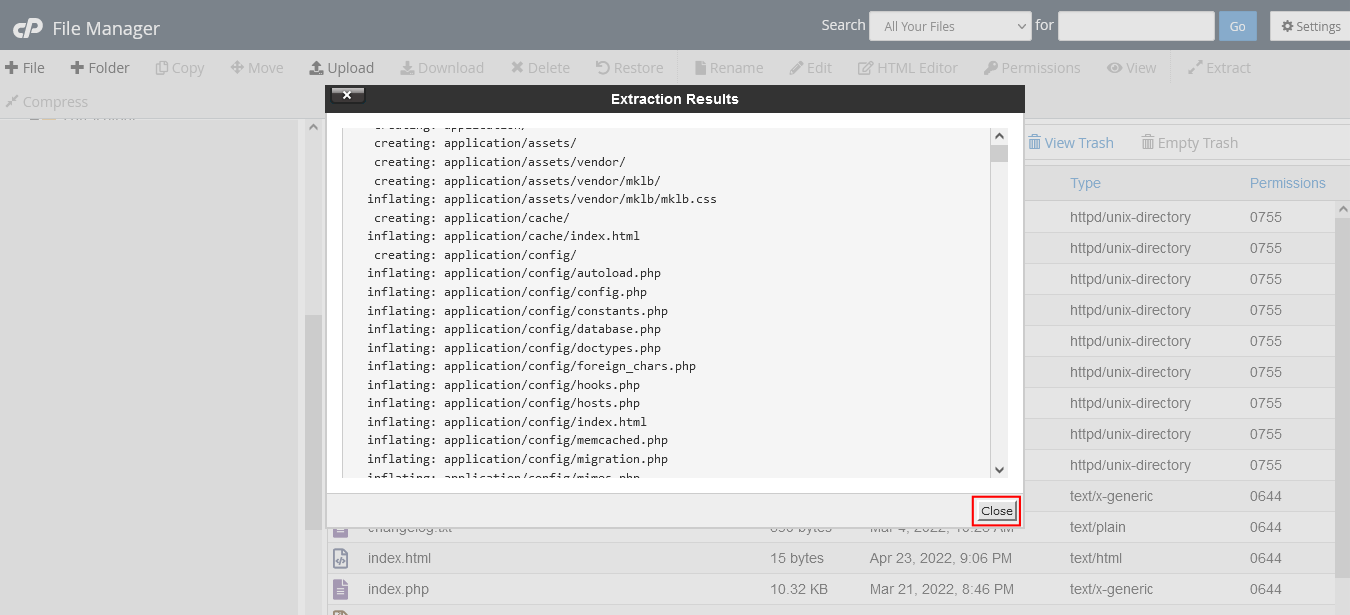 cP File Manager
Search All Your Files for Go Settings
File Folder Copy Move Upload Download Delete Restore Rename Edit HTML Editor Permissions View Extract
Compress
Extraction Results
creating: application/
creating: application/assets/
creating: application/assets/vendor/
creating: application/assets/vendor/mklb/
inflating: application/assets/vendor/mklb/mklb.css
creating: application/cache/
inflating: application/cache/index.html
creating: application/config/
inflating: application/config/autoload.php
inflating: application/config/config.php
inflating: application/config/constants.php
inflating: application/config/database.php
inflating: application/config/doctypes.php
inflating: application/config/foreign_chars.php
inflating: application/config/hooks.php
inflating: application/config/hosts.php
inflating: application/config/index.html
inflating: application/config/memcached.php
inflating: application/config/migration.php
inflating: application/config/mimes.php
Close
View Trash Empty Trash
Type Permissions
httpd/unix-directory 0755
httpd/unix-directory 0755
httpd/unix-directory 0755
httpd/unix-directory 0755
httpd/unix-directory 0755
httpd/unix-directory 0755
httpd/unix-directory 0755
httpd/unix-directory 0755
httpd/unix-directory 0755
text/x-generic 0644
changelog.txt bytes Mar 4, 2022, AM text/plain 0644
index.html 15 bytes Apr 23, 2022, 9:06 PM text/html 0644
index.php 10.32 KB Mar 21, 2022, 8:46 PM text/x-generic 0644